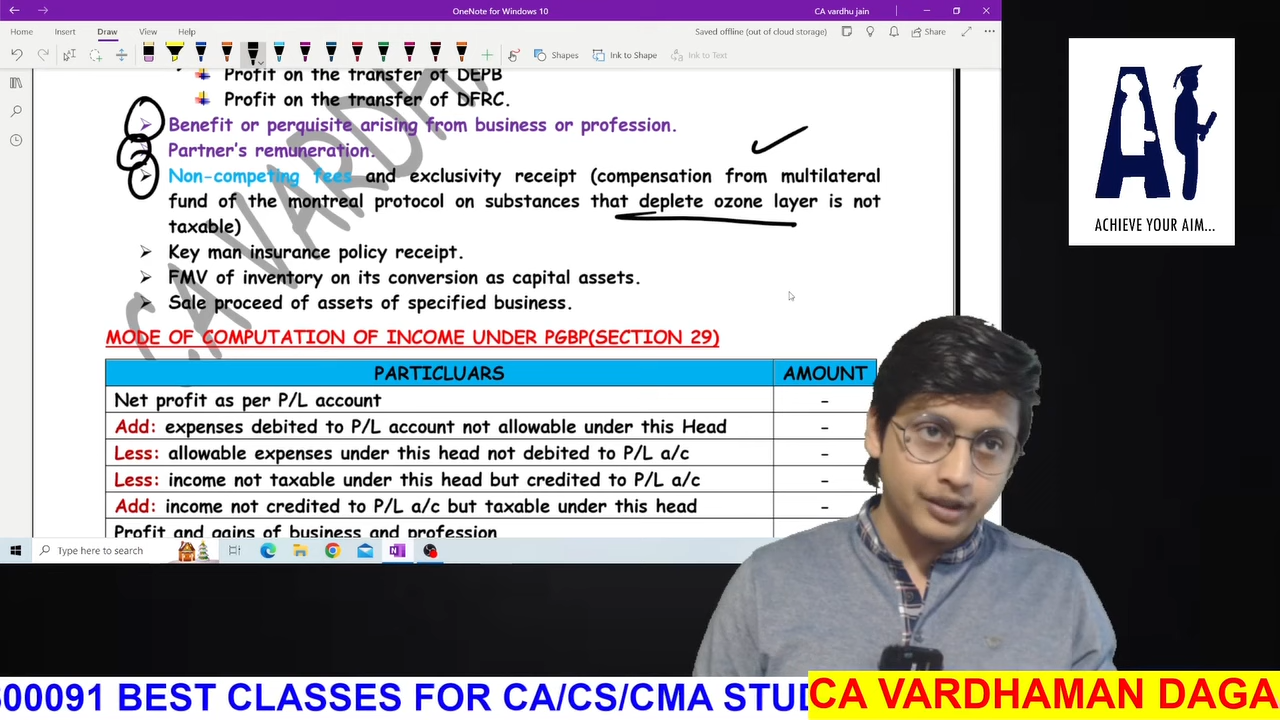 OneNote for Windows 10
CA vardhu jain
Home Insert Draw View Help
Saved offline (out of cloud storage)
Share
Shapes
Ink to Shape
Ink to Text
Profit on the transfer of DEPB
Profit on the transfer of DFRC.
Benefit or perquisite arising from business or profession.
Partner's remuneration.
Non-competing fees and exclusivity receipt (compensation from multilateral
fund of the montreal protocol on substances that deplete ozone layer is not
taxable)
Key man insurance policy receipt.
FMV of inventory on its conversion as capital assets.
Sale proceed of assets of specified business.
CA VARDH
MODE OF COMPUTATION OF INCOME UNDER PGBP(SECTION 29)
PARTICLUARS AMOUNT
Net profit as per P/L account -
Add: expenses debited to P/L account not allowable under this Head -
Less: allowable expenses under this head not debited to P/L a/c -
Less: income not taxable under this head but credited to P/L a/c -
Add: income not credited to P/L a/c but taxable under this head -
Profit and gains of business and profession
Type here to search
AI
ACHIEVE YOUR AIM...
00091 BEST CLASSES FOR CA/CS/CMA STUD
CA VARDHAMAN DAGA